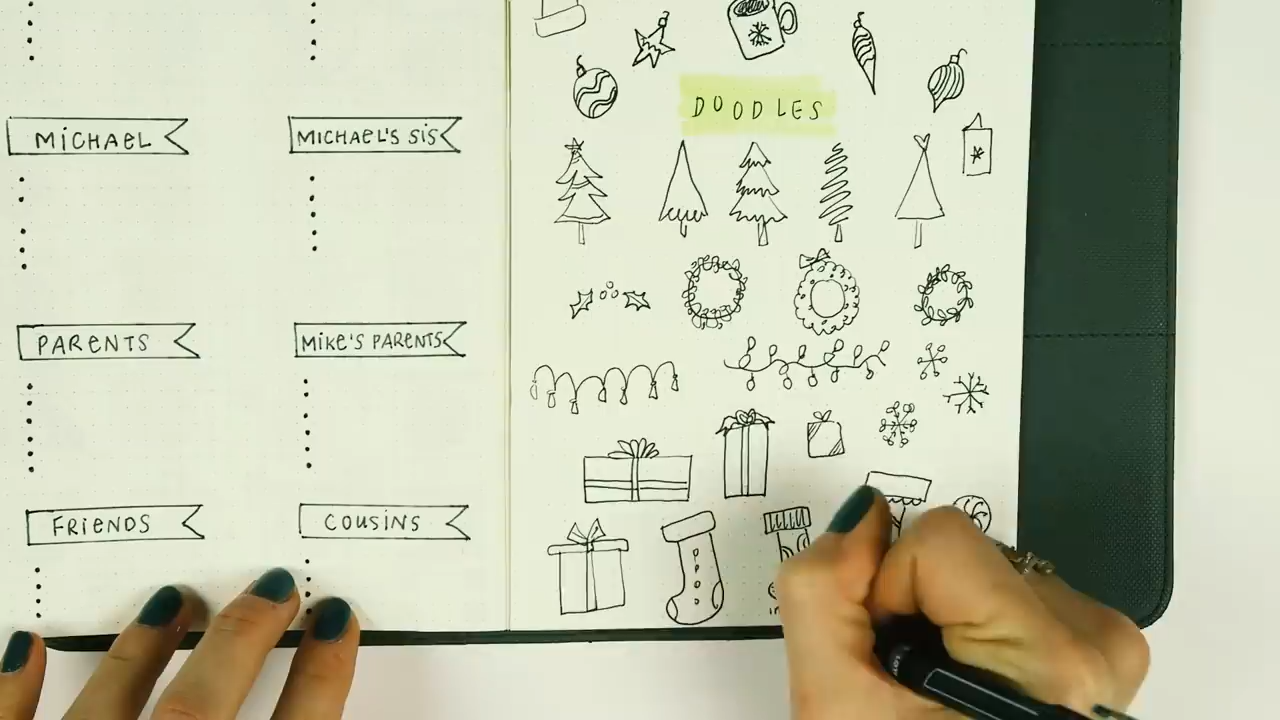 MiCHAEL
MiCHAEL'S SiS
PARENTS
MiKE'S PARENTS
FRiENDS
COUSiNS
DOODLES